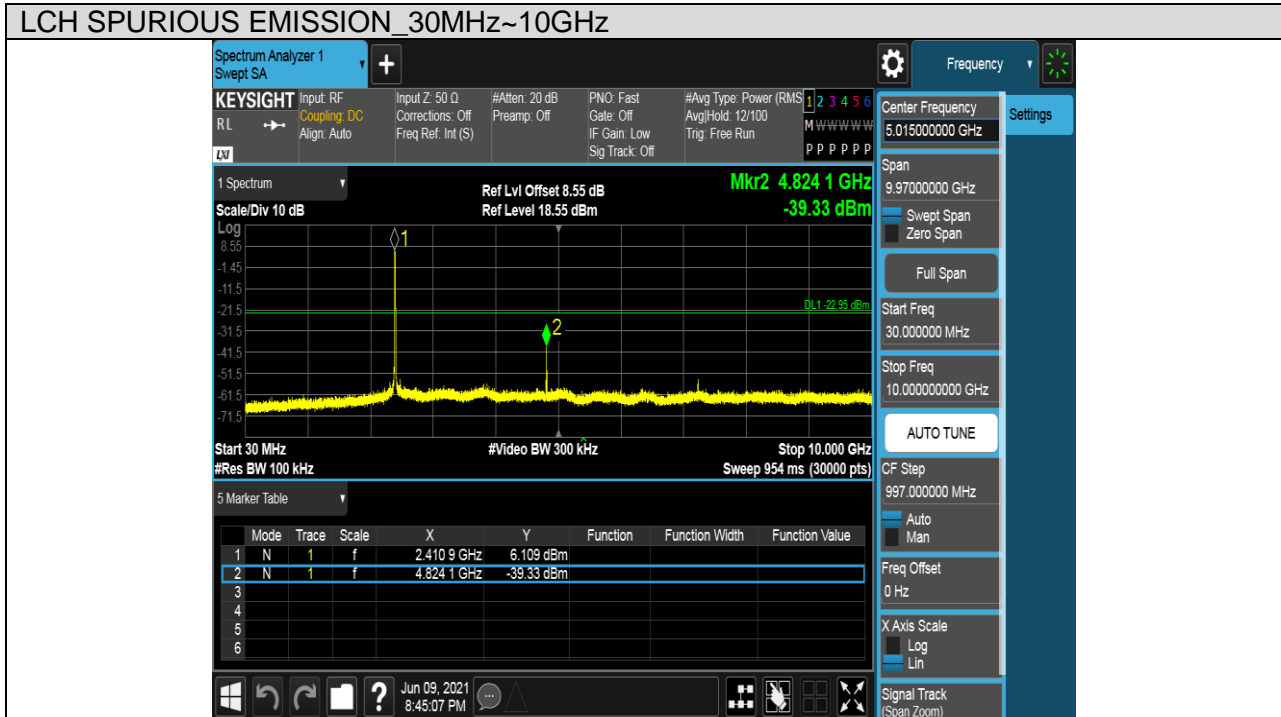 LCH SPURIOUS EMISSION_30MHz~10GHz
Spectrum Analyzer 1
Swept SA
+
Frequency
KEYSIGHT
RL
LXI
Input: RF
Coupling: DC
Align: Auto
Input Z: 50 Ω
Corrections: Off
Freq Ref: Int (S)
#Atten: 20 dB
Preamp: Off
PNO: Fast
Gate: Off
IF Gain: Low
Sig Track: Off
#Avg Type: Power (RMS
Avg|Hold: 12/100
Trig: Free Run
1 2 3 4 5 6
M W W W W W
P P P P P P
1 Spectrum
Scale/Div 10 dB
Ref Lvl Offset 8.55 dB
Ref Level 18.55 dBm
Mkr2 4.824 1 GHz
-39.33 dBm
Log
8.55
-1.45
-11.5
-21.5
-31.5
-41.5
-51.5
-61.5
-71.5
1
2
DL1 -22.95 dBm
Start 30 MHz
#Video BW 300 kHz
Stop 10.000 GHz
#Res BW 100 kHz
Sweep 954 ms (30000 pts)
5 Marker Table
Mode Trace Scale X Y Function Function Width Function Value
1 N 1 f 2.410 9 GHz 6.109 dBm
2 N 1 f 4.824 1 GHz -39.33 dBm
3
4
5
6
?
Jun 09, 2021
8:45:07 PM
Center Frequency
5.015000000 GHz
Settings
Span
9.97000000 GHz
Swept Span
Zero Span
Full Span
Start Freq
30.000000 MHz
Stop Freq
10.000000000 GHz
AUTO TUNE
CF Step
997.000000 MHz
Auto
Man
Freq Offset
0 Hz
X Axis Scale
Log
Lin
Signal Track
(Span Zoom)